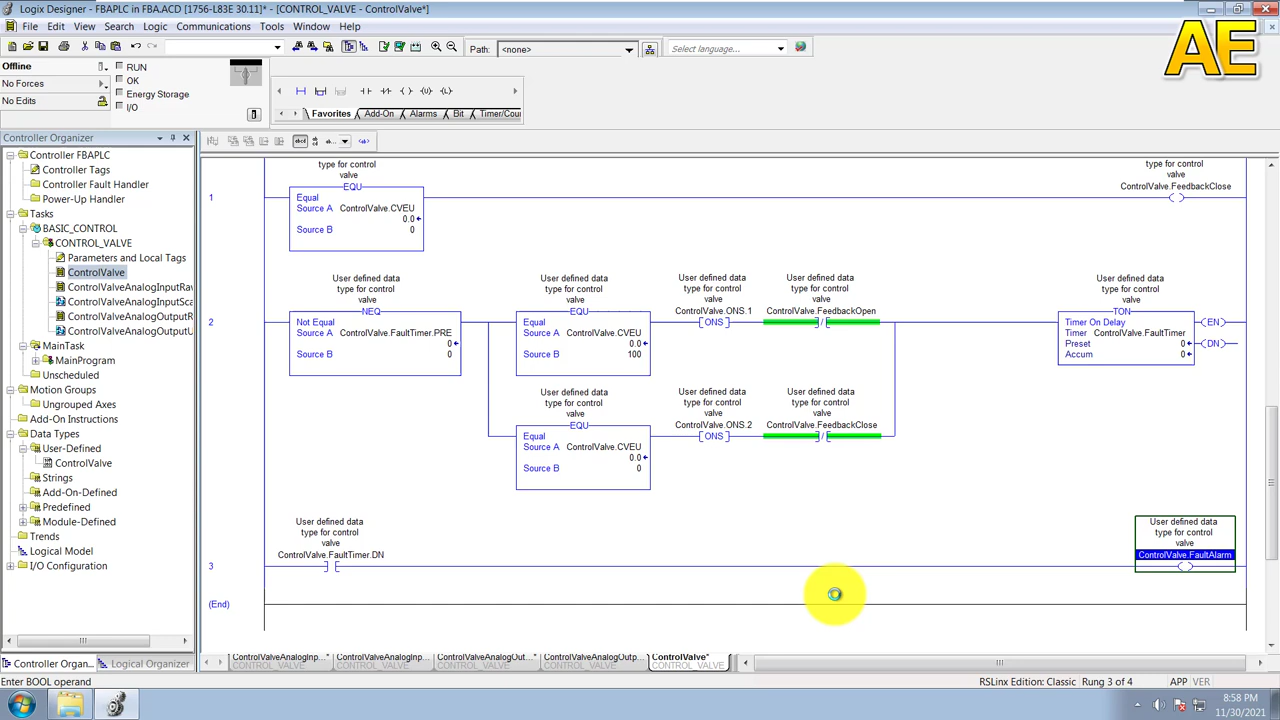 Logix Designer - FBAPLC in FBA.ACD [1756-L83E 30.11]* - [CONTROL_VALVE - ControlValve*]
File Edit View Search Logic Communications Tools Window Help
AE
Path: <none>
Select language...
Offline
RUN
No Forces
OK
No Edits
Energy Storage
I/O
Favorites Add-On Alarms Bit Timer/Cou
Controller Organizer
Controller FBAPLC
Controller Tags
Controller Fault Handler
Power-Up Handler
Tasks
BASIC_CONTROL
CONTROL_VALVE
Parameters and Local Tags
ControlValve
ControlValveAnalogInputRa
ControlValveAnalogInputSca
ControlValveAnalogOutputR
ControlValveAnalogOutputU
MainTask
MainProgram
Unscheduled
Motion Groups
Ungrouped Axes
Add-On Instructions
Data Types
User-Defined
ControlValve
Strings
Add-On-Defined
Predefined
Module-Defined
Trends
Logical Model
I/O Configuration
Controller Organ...
Logical Organizer
type for control
valve
EQU
1
Equal
Source A ControlValve.CVEU
0.0
Source B 0
type for control
valve
ControlValve.FeedbackClose
2
User defined data
type for control
valve
NEQ
Not Equal
Source A ControlValve.FaultTimer.PRE
0
Source B 0
User defined data
type for control
valve
EQU
Equal
Source A ControlValve.CVEU
0.0
Source B 100
User defined data
type for control
valve
ControlValve.ONS.1
ONS
User defined data
type for control
valve
ControlValve.FeedbackOpen
/
User defined data
type for control
valve
TON
Timer On Delay
Timer ControlValve.FaultTimer
Preset 0
Accum 0
EN
DN
User defined data
type for control
valve
EQU
Equal
Source A ControlValve.CVEU
0.0
Source B 0
User defined data
type for control
valve
ControlValve.ONS.2
ONS
User defined data
type for control
valve
ControlValve.FeedbackClose
/
3
User defined data
type for control
valve
ControlValve.FaultTimer.DN
User defined data
type for control
valve
ControlValve.FaultAlarm
(End)
ControlValveAnalogInp...* ControlValveAnalogInp... ControlValveAnalogOut...* ControlValveAnalogOutp ControlValve*
CONTROL_VALVE CONTROL_VALVE CONTROL_VALVE CONTROL_VALVE CONTROL_VALVE
Enter BOOL operand
RSLinx Edition: Classic Rung 3 of 4 APP VER
8:58 PM
11/30/2021